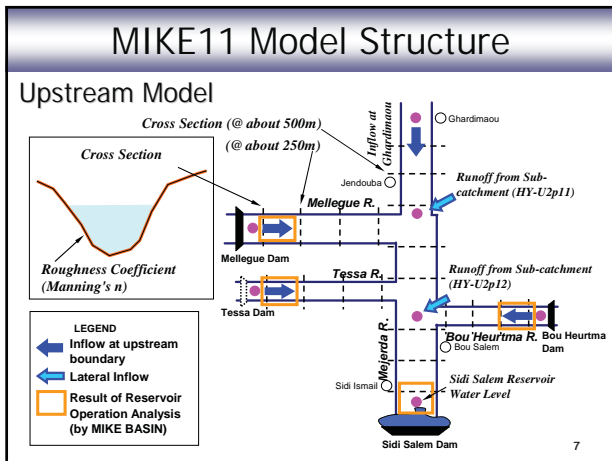 MIKE11 Model Structure
Upstream Model
Cross Section (@ about 500m)
(@ about 250m)
Inflow at
Ghardimaou
Ghardimaou
Cross Section
Jendouba
Runoff from Sub-
catchment (HY-U2p11)
Mellegue R.
Mellegue Dam
Roughness Coefficient
(Manning's n)
Tessa R.
Tessa Dam
Runoff from Sub-catchment
(HY-U2p12)
Bou Heurtma R.
Bou Heurtma
Dam
Bou Salem
Mejerda R.
LEGEND
Inflow at upstream
boundary
Lateral Inflow
Result of Reservoir
Operation Analysis
(by MIKE BASIN)
Sidi Ismail
Sidi Salem Reservoir
Water Level
Sidi Salem Dam
7